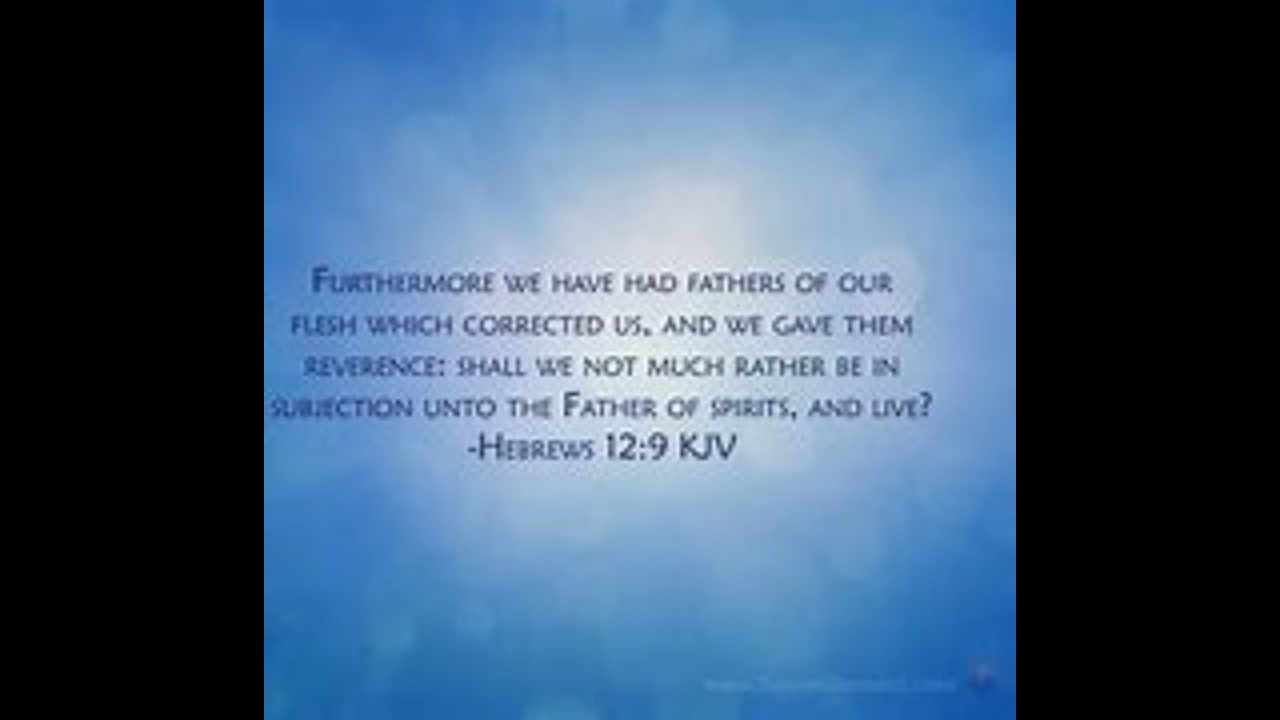 Furthermore we have had fathers of our
flesh which corrected us, and we gave them
reverence: shall we not much rather be in
subjection unto the Father of spirits, and live?
-Hebrews 12:9 KJV